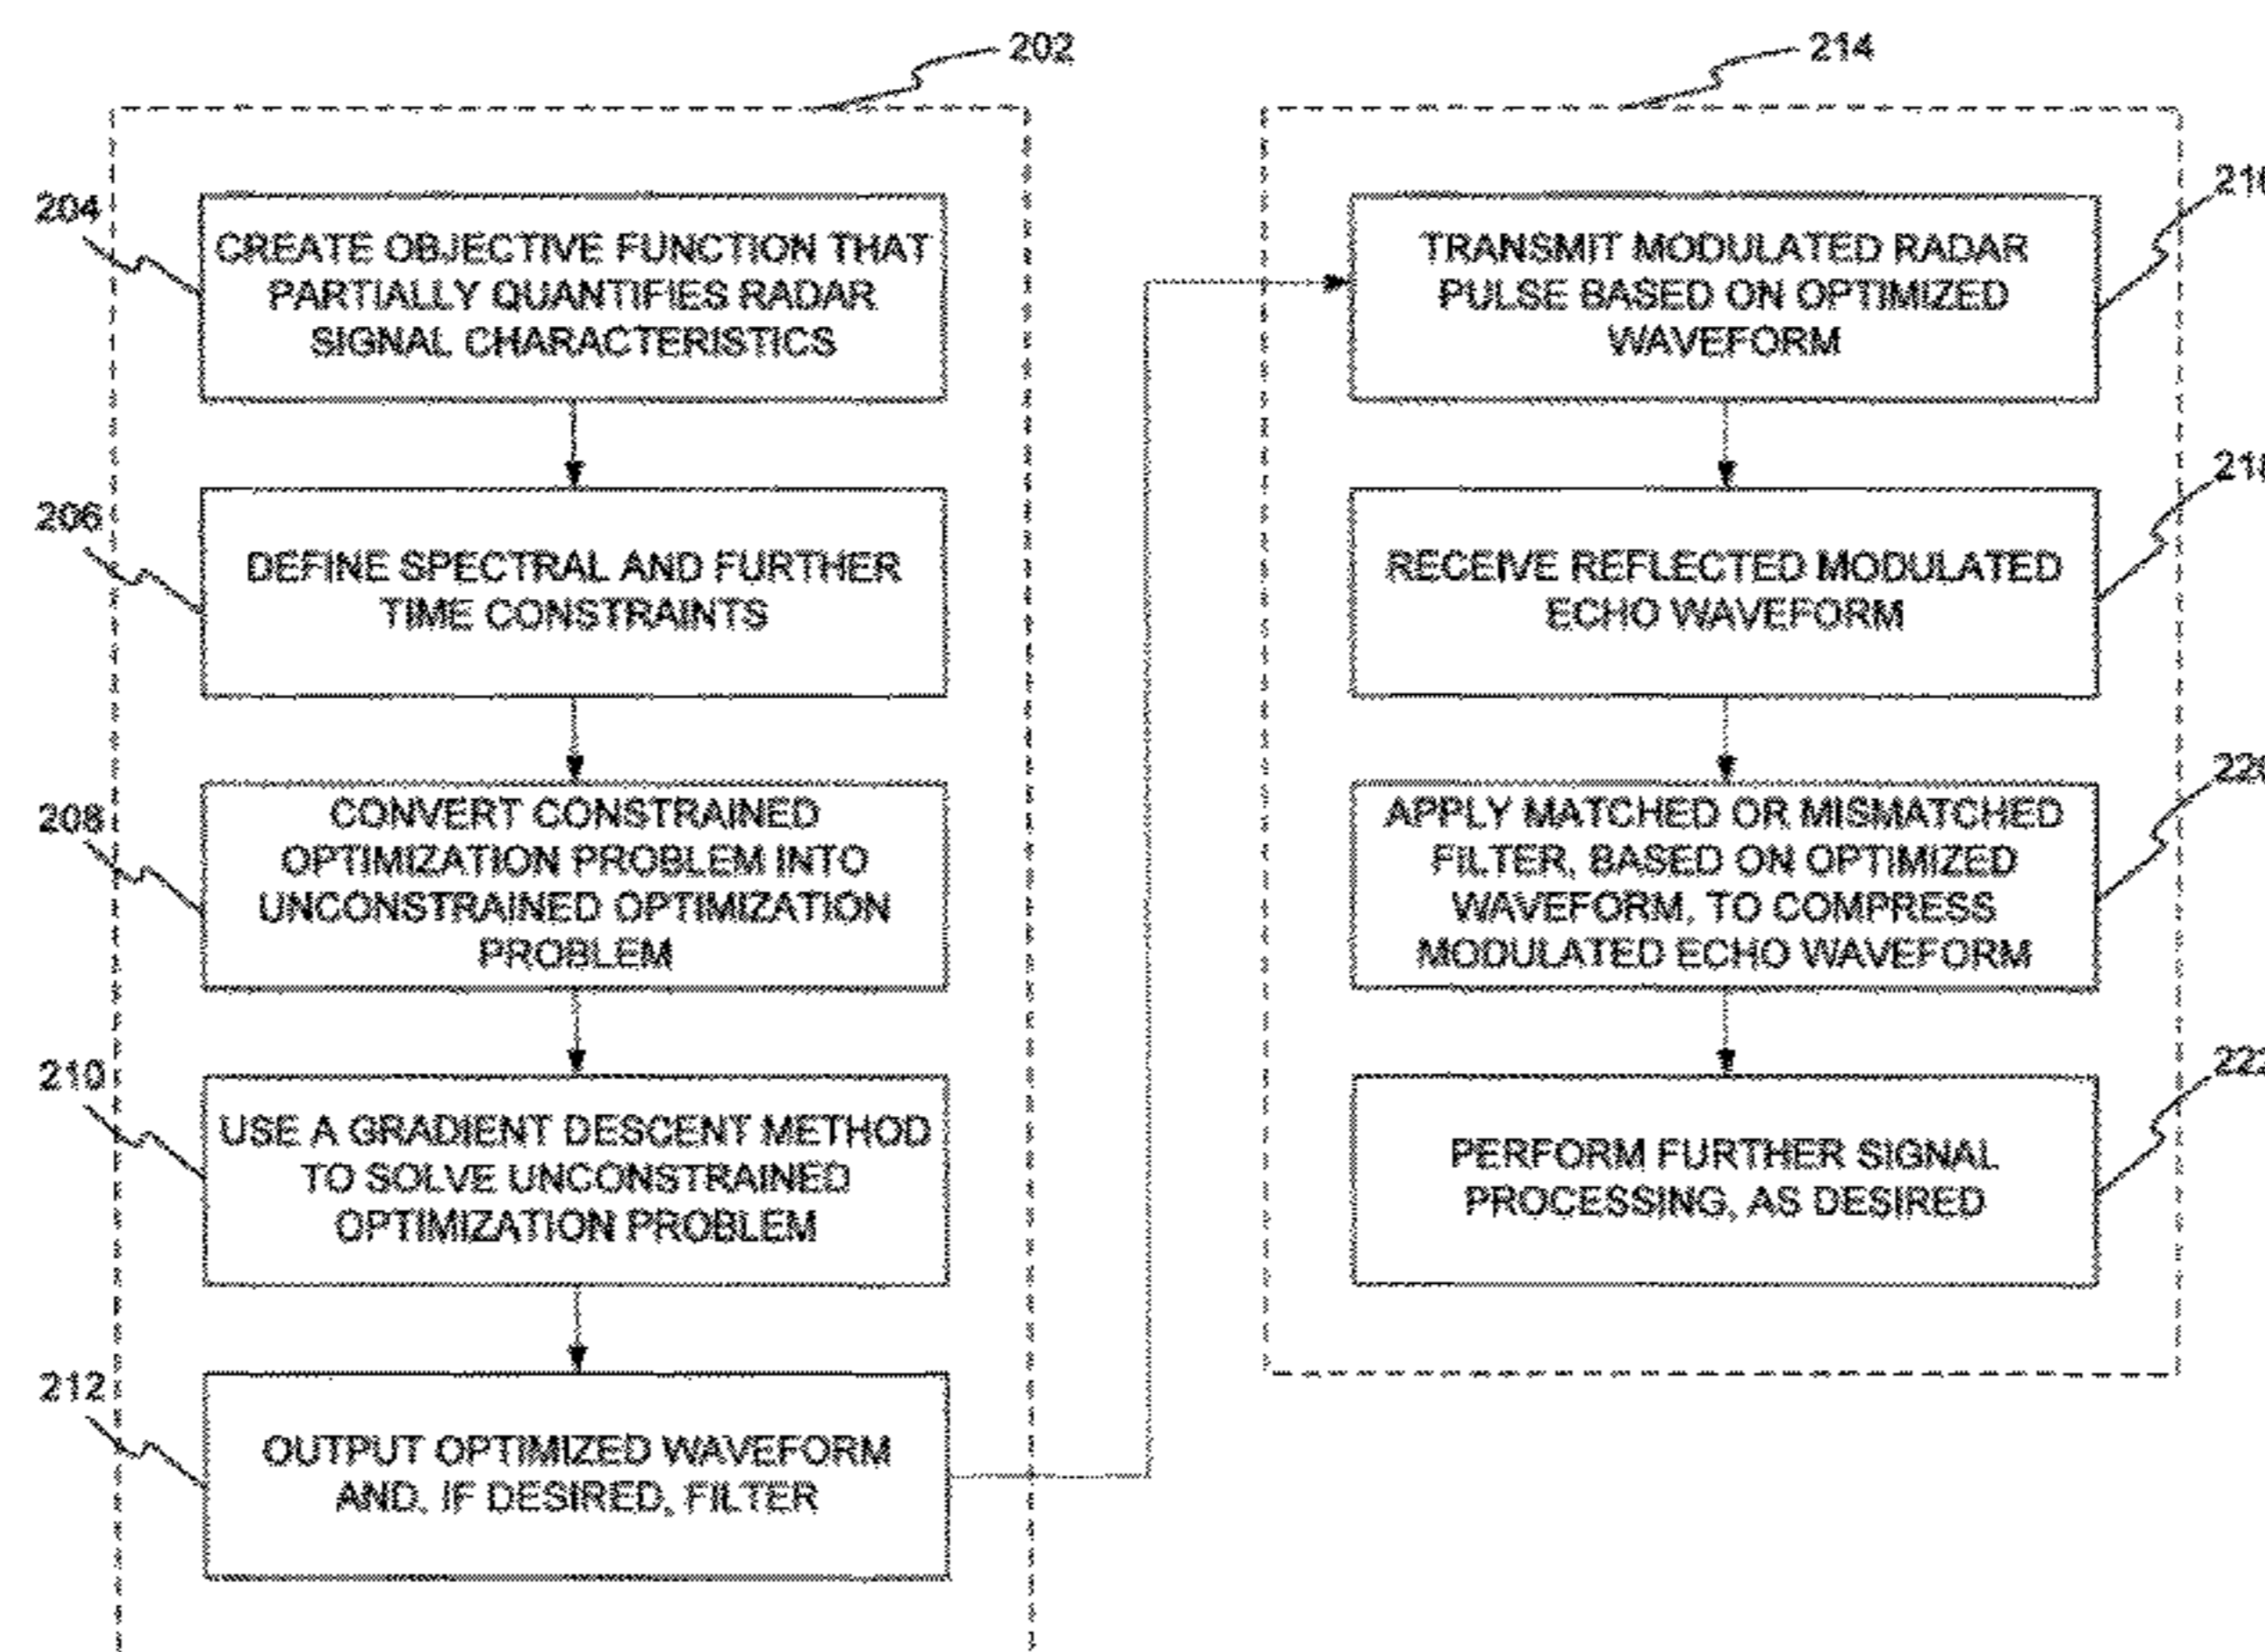 202
204
CREATE OBJECTIVE FUNCTION THAT
PARTIALLY QUANTIFIES RADAR
SIGNAL CHARACTERISTICS
206
DEFINE SPECTRAL AND FURTHER
TIME CONSTRAINTS
208
CONVERT CONSTRAINED
OPTIMIZATION PROBLEM INTO
UNCONSTRAINED OPTIMIZATION
PROBLEM
210
USE A GRADIENT DESCENT METHOD
TO SOLVE UNCONSTRAINED
OPTIMIZATION PROBLEM
212
OUTPUT OPTIMIZED WAVEFORM
AND, IF DESIRED, FILTER
214
TRANSMIT MODULATED RADAR
PULSE BASED ON OPTIMIZED
WAVEFORM
RECEIVE REFLECTED MODULATED
ECHO WAVEFORM
APPLY MATCHED OR MISMATCHED
FILTER, BASED ON OPTIMIZED
WAVEFORM, TO COMPRESS
MODULATED ECHO WAVEFORM
PERFORM FURTHER SIGNAL
PROCESSING, AS DESIRED